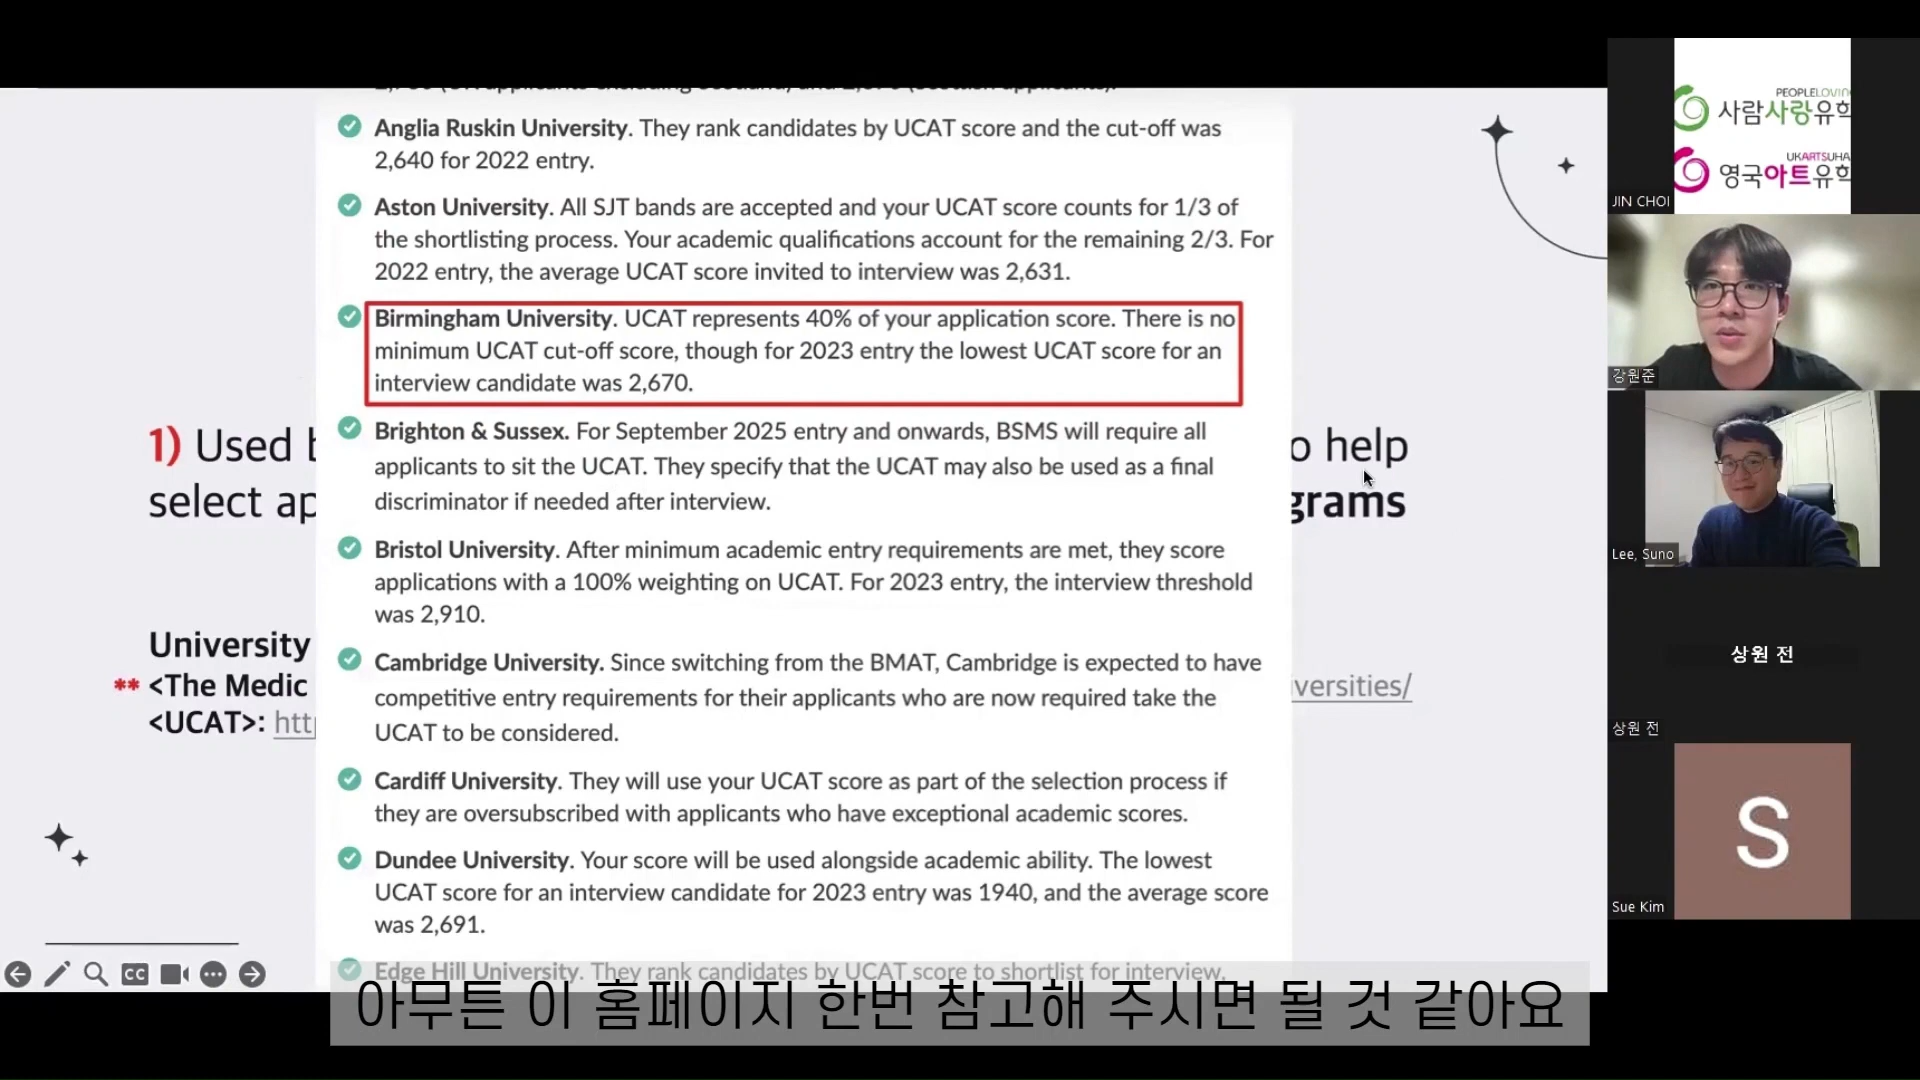 Anglia Ruskin University. They rank candidates by UCAT score and the cut-off was
2,640 for 2022 entry.
Aston University. All SJT bands are accepted and your UCAT score counts for 1/3 of
the shortlisting process. Your academic qualifications account for the remaining 2/3. For
2022 entry, the average UCAT score invited to interview was 2,631.
Birmingham University. UCAT represents 40% of your application score. There is no
minimum UCAT cut-off score, though for 2023 entry the lowest UCAT score for an
interview candidate was 2,670.
Brighton & Sussex. For September 2025 entry and onwards, BSMS will require all
applicants to sit the UCAT. They specify that the UCAT may also be used as a final
discriminator if needed after interview.
Bristol University. After minimum academic entry requirements are met, they score
applications with a 100% weighting on UCAT. For 2023 entry, the interview threshold
was 2,910.
Cambridge University. Since switching from the BMAT, Cambridge is expected to have
competitive entry requirements for their applicants who are now required take the
UCAT to be considered.
Cardiff University. They will use your UCAT score as part of the selection process if
they are oversubscribed with applicants who have exceptional academic scores.
Dundee University. Your score will be used alongside academic ability. The lowest
UCAT score for an interview candidate for 2023 entry was 1940, and the average score
was 2,691.
Edge Hill University. They rank candidates by UCAT score to shortlist for interview.
1) Used
select
o help
grams
University
** <The Medic
versities/
<UCAT>: http
CC
아무튼 이 홈페이지 한번 참고해 주시면 될 것 같아요
PEOPLELOVIN
사람사랑유학
UKARTSUHA
영국아트유학
JIN CHOI
강원준
Lee, Suno
상원 전
상원 전
S
Sue Kim